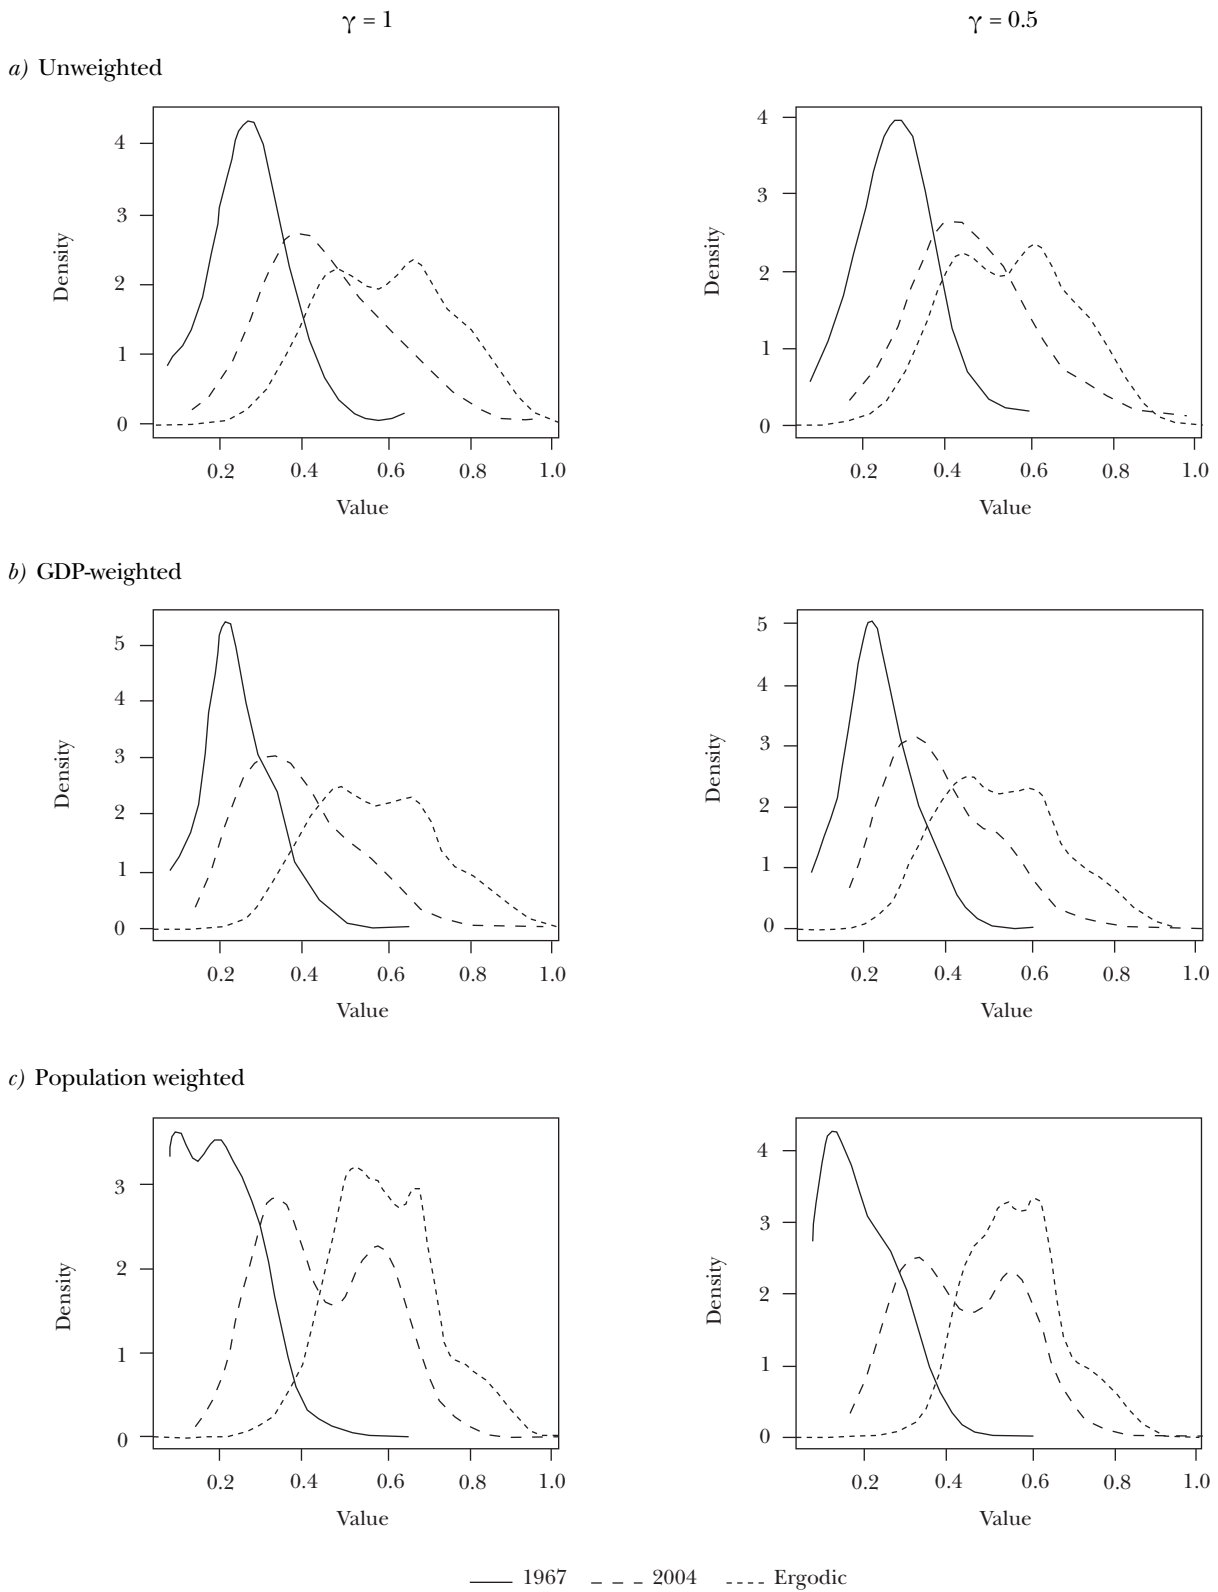 γ = 1 γ = 0.5
a) Unweighted
4
3
2
1
0
Density
0.2 0.4 0.6 0.8 1.0
Value
4
3
2
1
0
Density
0.2 0.4 0.6 0.8 1.0
Value
b) GDP-weighted
5
4
3
2
1
0
Density
0.2 0.4 0.6 0.8 1.0
Value
5
4
3
2
1
0
Density
0.2 0.4 0.6 0.8 1.0
Value
c) Population weighted
3
2
1
0
Density
0.2 0.4 0.6 0.8 1.0
Value
4
3
2
1
0
Density
0.2 0.4 0.6 0.8 1.0
Value
1967 2004 Ergodic